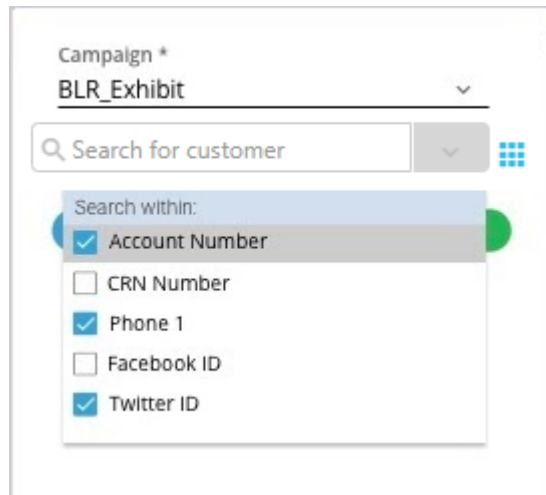 Campaign *
BLR_Exhibit
Search for customer
Search within:
Account Number
CRN Number
Phone 1
Facebook ID
Twitter ID